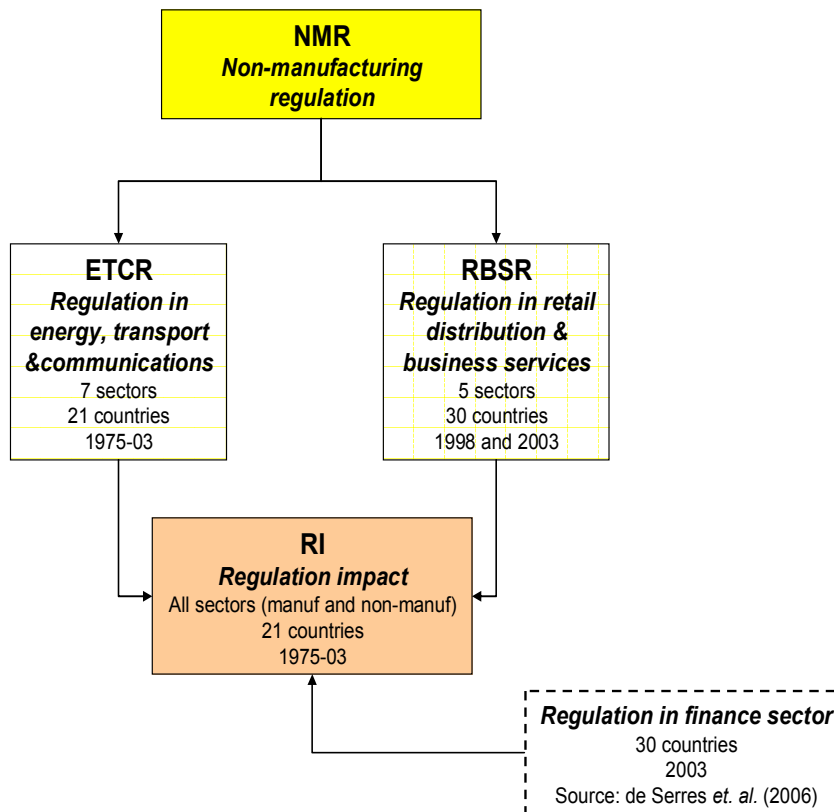 NMR
Non-manufacturing
regulation
ETCR
Regulation in
energy, transport
&communications
7 sectors
21 countries
1975-03
RBSR
Regulation in retail
distribution &
business services
5 sectors
30 countries
1998 and 2003
RI
Regulation impact
All sectors (manuf and non-manuf)
21 countries
1975-03
Regulation in finance sector
30 countries
2003
Source: de Serres et. al. (2006)